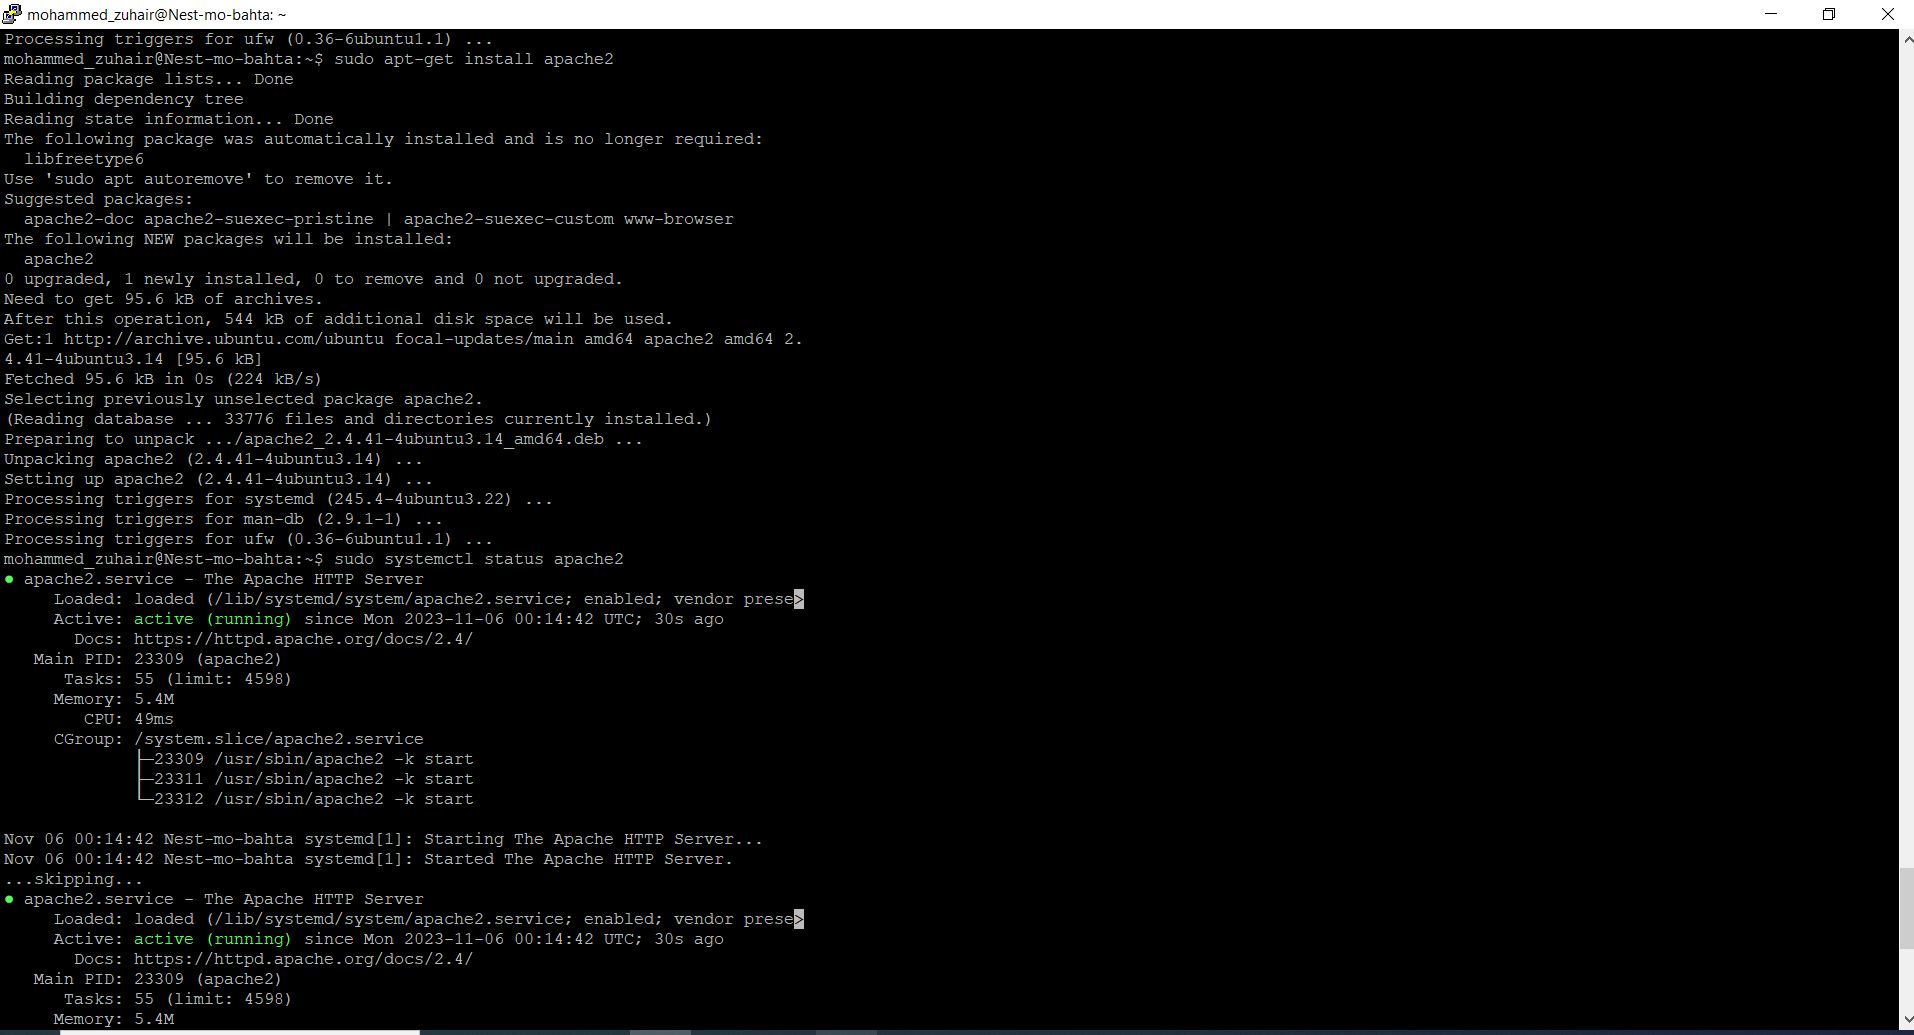 mohammed_zuhair@Nest-mo-bahta: ~
Processing triggers for ufw (0.36-6ubuntu1.1) ...
mohammed_zuhair@Nest-mo-bahta:~$ sudo apt-get install apache2
Reading package lists... Done
Building dependency tree
Reading state information... Done
The following package was automatically installed and is no longer required:
  libfreetype6
Use 'sudo apt autoremove' to remove it.
Suggested packages:
  apache2-doc apache2-suexec-pristine | apache2-suexec-custom www-browser
The following NEW packages will be installed:
  apache2
0 upgraded, 1 newly installed, 0 to remove and 0 not upgraded.
Need to get 95.6 kB of archives.
After this operation, 544 kB of additional disk space will be used.
Get:1 http://archive.ubuntu.com/ubuntu focal-updates/main amd64 apache2 amd64 2.
4.41-4ubuntu3.14 [95.6 kB]
Fetched 95.6 kB in 0s (224 kB/s)
Selecting previously unselected package apache2.
(Reading database ... 33776 files and directories currently installed.)
Preparing to unpack .../apache2_2.4.41-4ubuntu3.14_amd64.deb ...
Unpacking apache2 (2.4.41-4ubuntu3.14) ...
Setting up apache2 (2.4.41-4ubuntu3.14) ...
Processing triggers for systemd (245.4-4ubuntu3.22) ...
Processing triggers for man-db (2.9.1-1) ...
Processing triggers for ufw (0.36-6ubuntu1.1) ...
mohammed_zuhair@Nest-mo-bahta:~$ sudo systemctl status apache2
● apache2.service - The Apache HTTP Server
     Loaded: loaded (/lib/systemd/system/apache2.service; enabled; vendor prese>
     Active: active (running) since Mon 2023-11-06 00:14:42 UTC; 30s ago
       Docs: https://httpd.apache.org/docs/2.4/
   Main PID: 23309 (apache2)
      Tasks: 55 (limit: 4598)
     Memory: 5.4M
        CPU: 49ms
     CGroup: /system.slice/apache2.service
             ├─23309 /usr/sbin/apache2 -k start
             ├─23311 /usr/sbin/apache2 -k start
             └─23312 /usr/sbin/apache2 -k start
Nov 06 00:14:42 Nest-mo-bahta systemd[1]: Starting The Apache HTTP Server...
Nov 06 00:14:42 Nest-mo-bahta systemd[1]: Started The Apache HTTP Server.
...skipping...
● apache2.service - The Apache HTTP Server
     Loaded: loaded (/lib/systemd/system/apache2.service; enabled; vendor prese>
     Active: active (running) since Mon 2023-11-06 00:14:42 UTC; 30s ago
       Docs: https://httpd.apache.org/docs/2.4/
   Main PID: 23309 (apache2)
      Tasks: 55 (limit: 4598)
     Memory: 5.4M